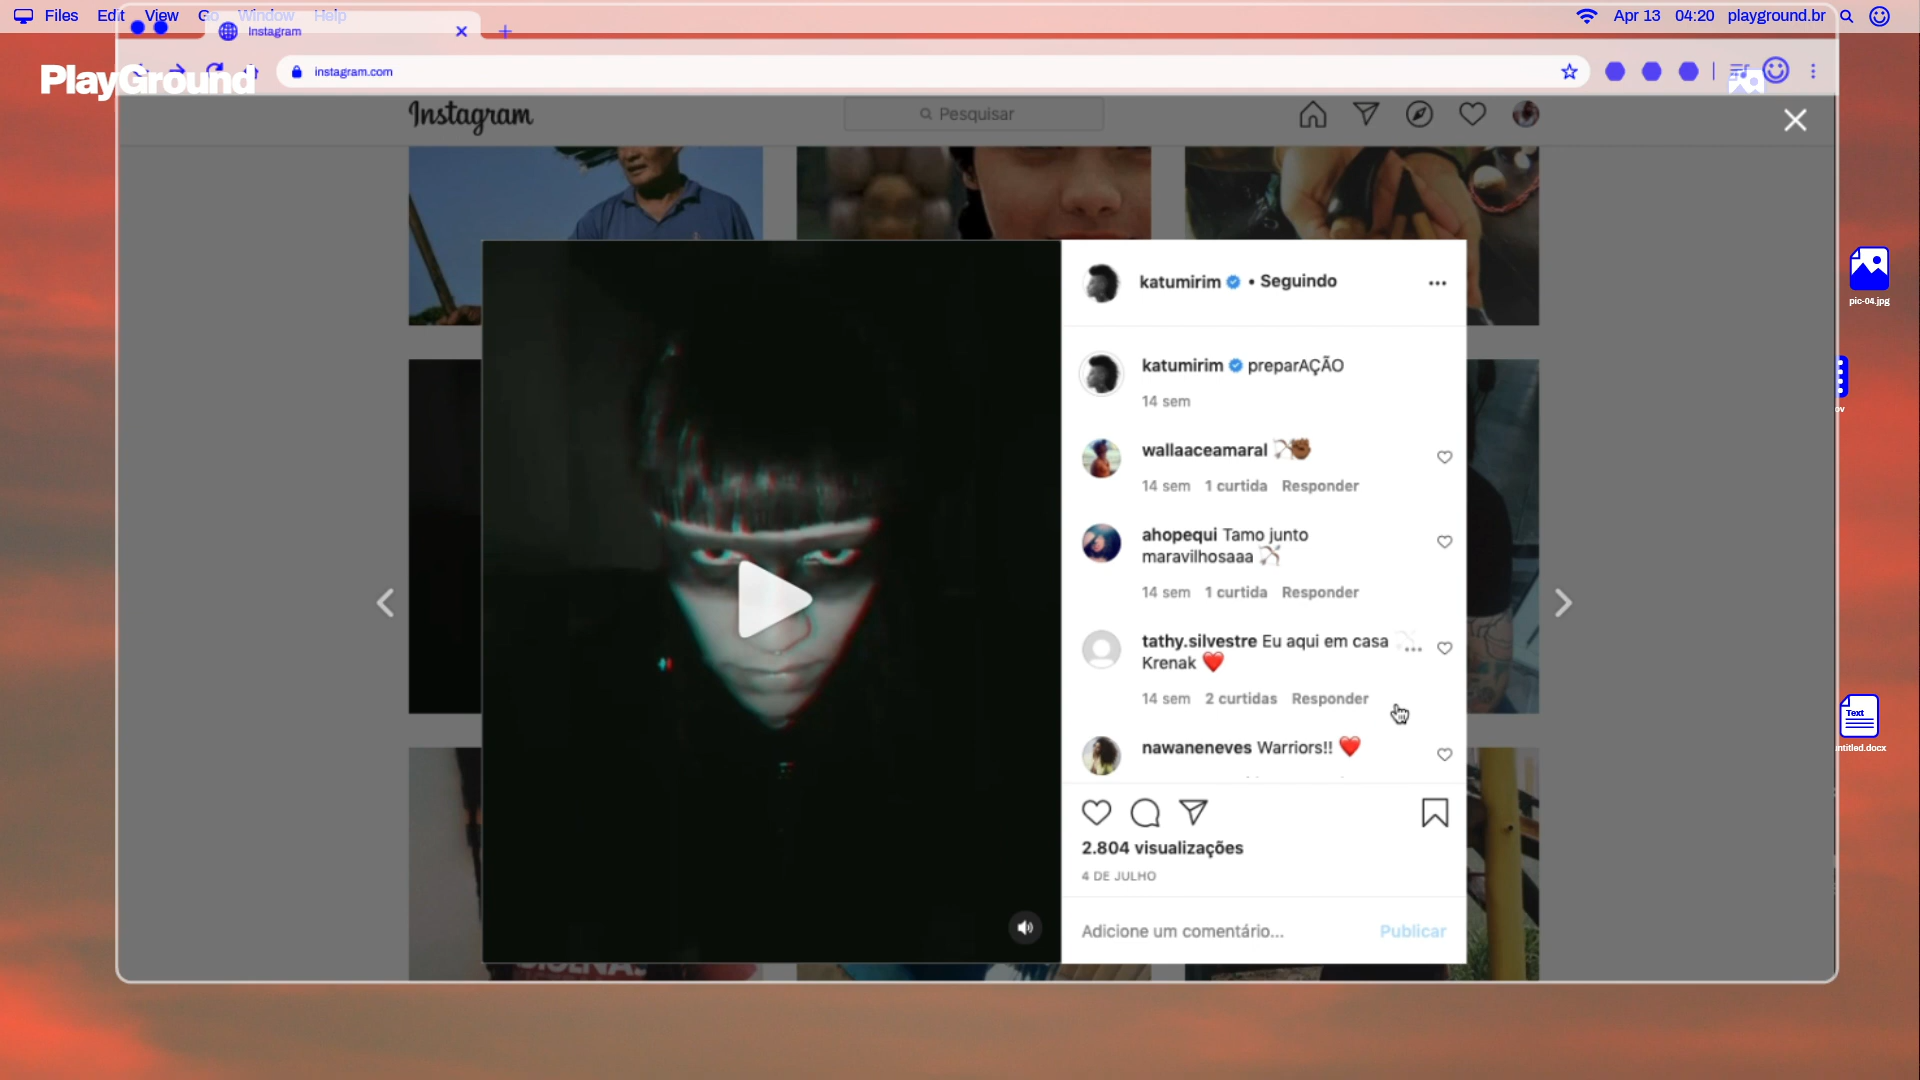 Files Edit View Go Window Help
Apr 13 04:20 playground.br
Instagram
PlayGround
instagram.com
Instagram
Pesquisar
katumirim • Seguindo
katumirim preparAÇÃO
14 sem
wallaaceamaral
14 sem 1 curtida Responder
ahopequi Tamo junto
maravilhosaaa
14 sem 1 curtida Responder
tathy.silvestre Eu aqui em casa
Krenak
14 sem 2 curtidas Responder
nawaneneves Warriors!!
2.804 visualizações
4 DE JULHO
Adicione um comentário...
Publicar
pic-04.jpg
ov
Text
untitled.docx